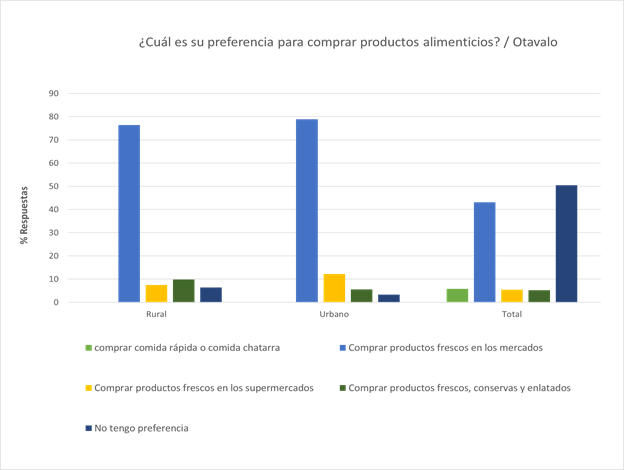 ¿Cuál es su preferencia para comprar productos alimenticios? / Otavalo
90
80
70
60
50
40
30
20
10
0
% Respuestas
Rural Urbano Total
comprar comida rápida o comida chatarra Comprar productos frescos en los mercados
Comprar productos frescos en los supermercados Comprar productos frescos, conservas y enlatados
No tengo preferencia